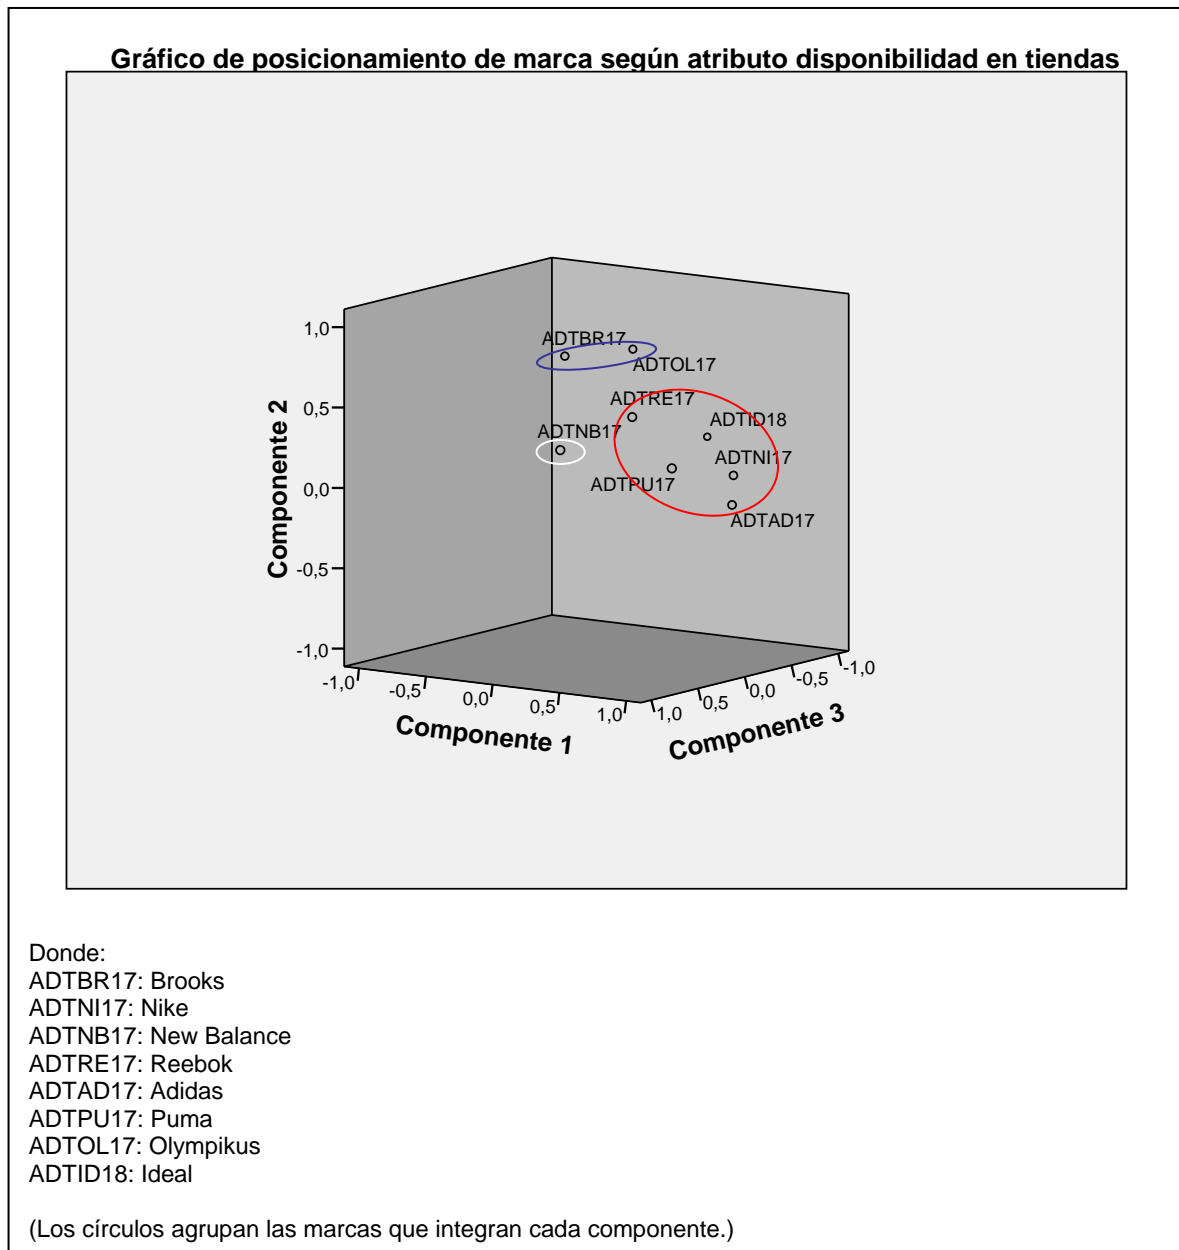 Gráfico de posicionamiento de marca según atributo disponibilidad en tiendas
1,0
0,5
0,0
-0,5
-1,0
Componente 2
ADTBR17
ADTOL17
ADTRE17
ADTID18
ADTNB17
ADTNI17
ADTPU17
ADTAD17
-1,0
-0,5
0,0
0,5
1,0
Componente 1
1,0
0,5
0,0
-0,5
-1,0
Componente 3
Donde:
ADTBR17: Brooks
ADTNI17: Nike
ADTNB17: New Balance
ADTRE17: Reebok
ADTAD17: Adidas
ADTPU17: Puma
ADTOL17: Olympikus
ADTID18: Ideal
(Los círculos agrupan las marcas que integran cada componente.)